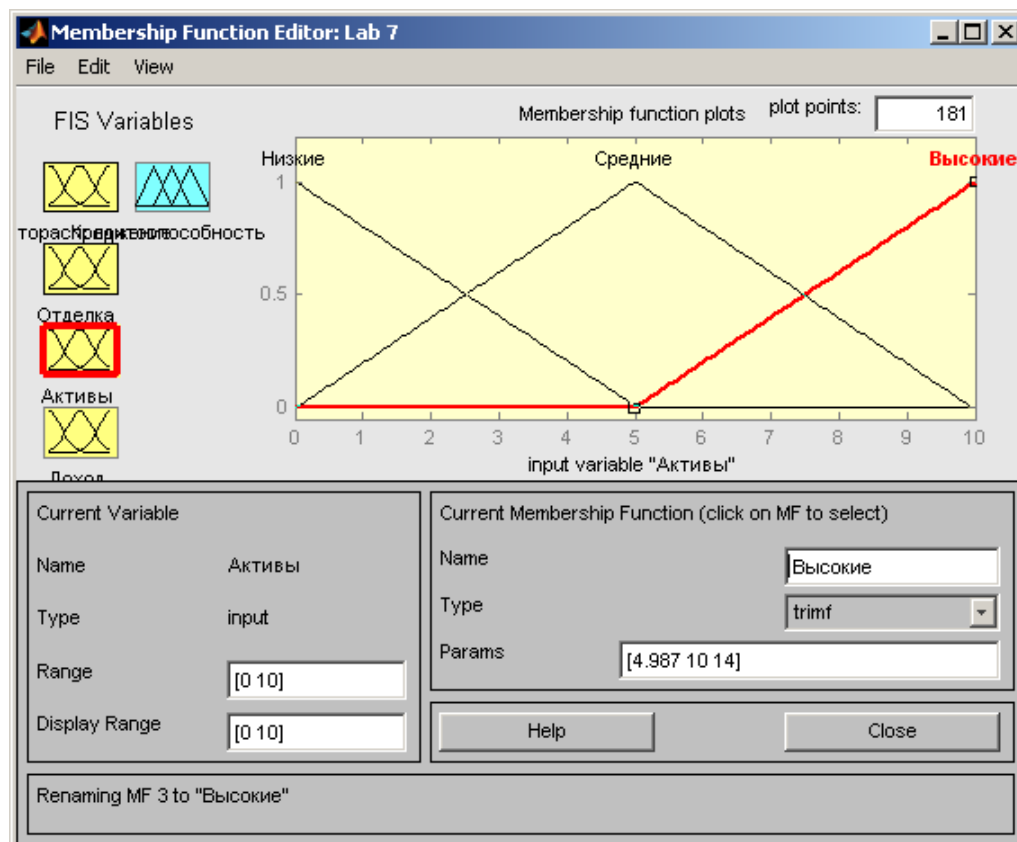 Membership Function Editor: Lab 7
File Edit View
FIS Variables
Membership function plots
plot points:
181
Отделка
Активы
Доход
Низкие
Средние
Высокие
1
0.5
0
0 1 2 3 4 5 6 7 8 9 10
input variable "Активы"
Current Variable
Name Активы
Type input
Range [0 10]
Display Range [0 10]
Current Membership Function (click on MF to select)
Name Высокие
Type trimf
Params [4.987 10 14]
Help Close
Renaming MF 3 to "Высокие"